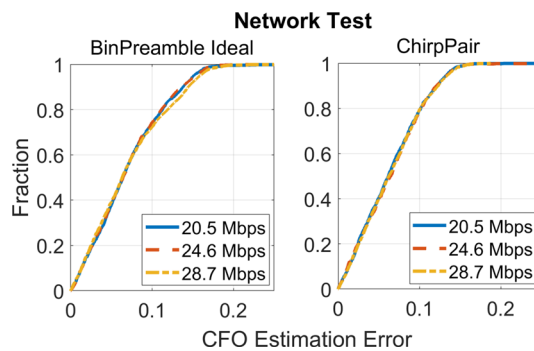 Network Test
BinPreamble Ideal
ChirpPair
Fraction
1
0.8
0.6
0.4
0.2
0
0.1
0.2
20.5 Mbps
24.6 Mbps
28.7 Mbps
1
0.8
0.6
0.4
0.2
0
0
0.1
0.2
20.5 Mbps
24.6 Mbps
28.7 Mbps
0
CFO Estimation Error